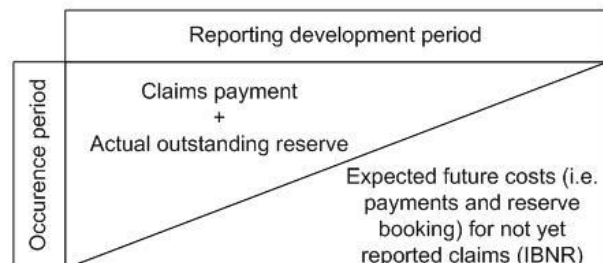 Reporting development period
Occurence period
Claims payment
+
Actual outstanding reserve
Expected future costs (i.e.
payments and reserve
booking) for not yet
reported claims (IBNR)